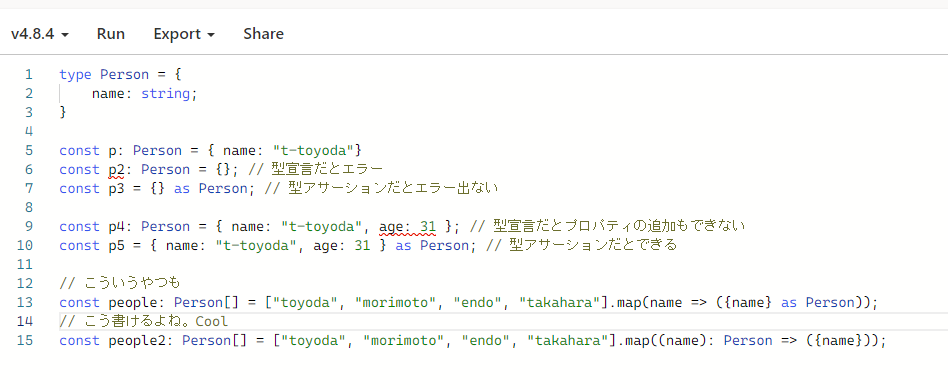 v4.8.4 Run Export Share
1 type Person = {
2 name: string;
3 }
4
5 const p: Person = { name: "t-toyoda"}
6 const p2: Person = {}; // 型宣言だとエラー
7 const p3 = {} as Person; // 型アサーションだとエラー出ない
8
9 const p4: Person = { name: "t-toyoda", age: 31 }; // 型宣言だとプロパティの追加もできない
10 const p5 = { name: "t-toyoda", age: 31 } as Person; // 型アサーションだとできる
11
12 // こういうやつも
13 const people: Person[] = ["toyoda", "morimoto", "endo", "takahara"].map(name => ({name} as Person));
14 // こう書けるよね。Cool
15 const people2: Person[] = ["toyoda", "morimoto", "endo", "takahara"].map((name): Person => ({name}));